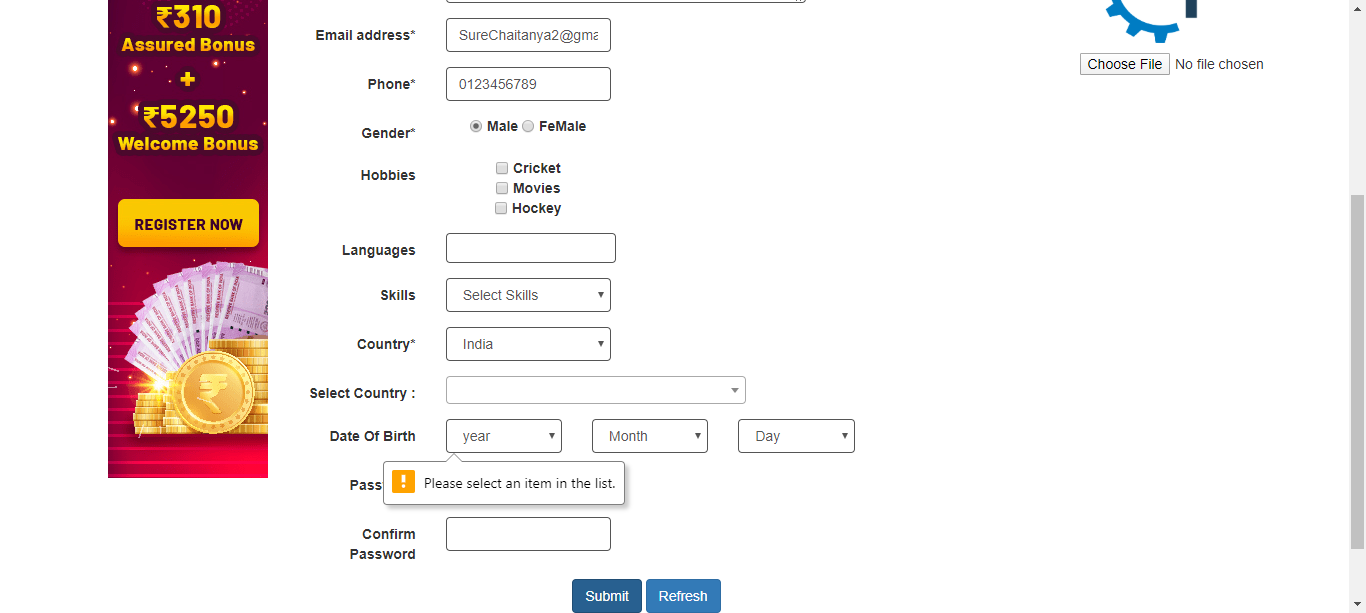 ₹310
Assured Bonus
+
₹5250
Welcome Bonus
REGISTER NOW
Email address*
SureChaitanya2@gma
Phone*
0123456789
Gender*
Male FeMale
Hobbies
Cricket
Movies
Hockey
Languages
Skills
Select Skills
Country*
India
Select Country :
Date Of Birth
year Month Day
Pass
Please select an item in the list.
Confirm
Password
Submit Refresh
Choose File No file chosen